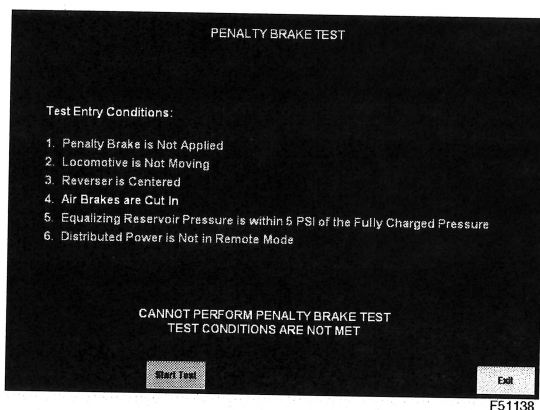 PENALTY BRAKE TEST
Test Entry Conditions:
1. Penalty Brake is Not Applied
2. Locomotive is Not Moving
3. Reverser is Centered
4. Air Brakes are Cut In
5. Equalizing Reservoir Pressure is within 5 PSI of the Fully Charged Pressure
6. Distributed Power is Not in Remote Mode
CANNOT PERFORM PENALTY BRAKE TEST
TEST CONDITIONS ARE NOT MET
Start Test
Exit
F51138